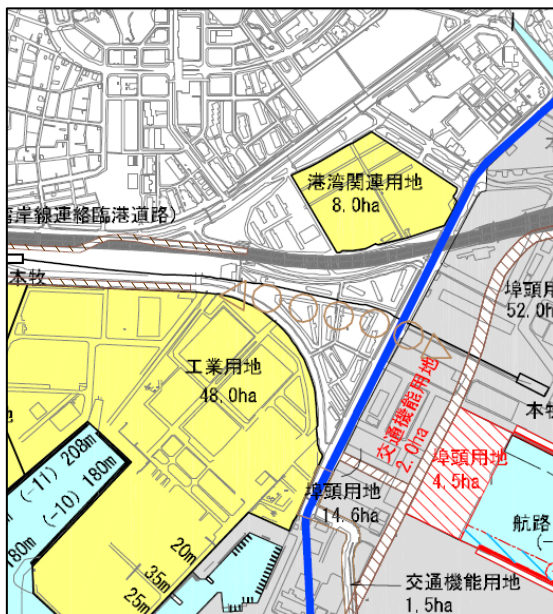 港湾関連用地
8.0ha
岸線連絡臨港道路)
本牧
埠頭用
52.0h
工業用地
48.0ha
交通機能用地
2.0ha
本牧
(-11) 208m
(-10) 180m
180m
埠頭用地
4.5ha
埠頭用地
14.6ha
航路
(-
20m
35m
25m
交通機能用地
1.5ha